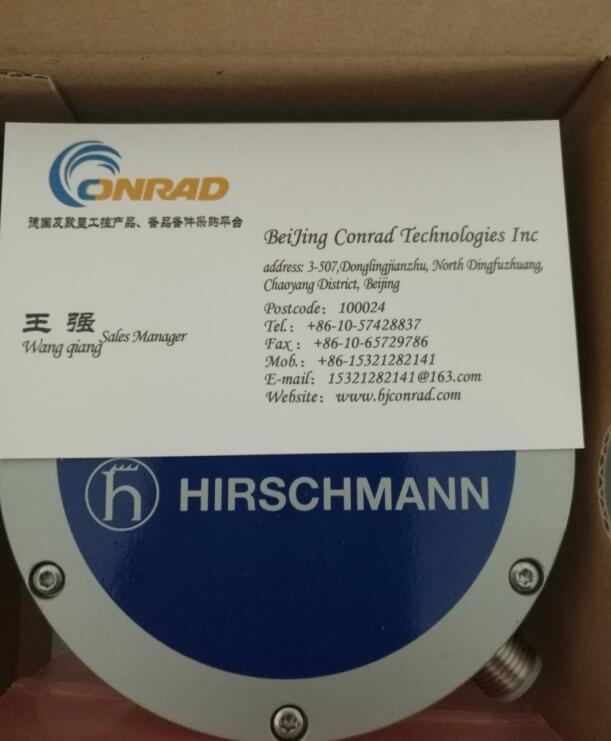 CONRAD
德国及欧盟工控产品、备品备件采购平台
王 强
Wang qiang Sales Manager
BeiJing Conrad Technologies Inc
address: 3-507,Donglingjianzhu, North Dingfuzhuang,
Chaoyang District, Beijing
Postcode： 100024
Tel.： +86-10-57428837
Fax ： +86-10-65729786
Mob.： +86-15321282141
E-mail： 15321282141@163.com
Website： www.bjconrad.com
h HIRSCHMANN